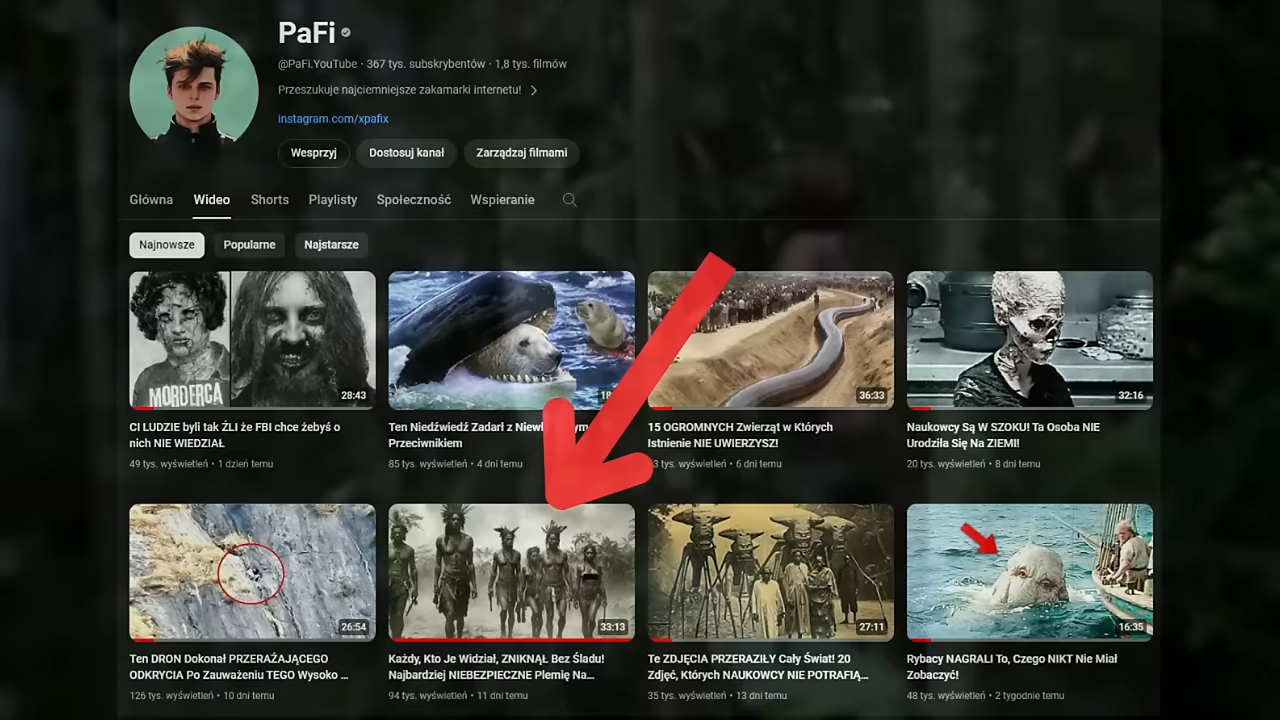 PaFi
@PaFi.YouTube · 367 tys. subskrybentów · 1,8 tys. filmów
Przeszukuje najciemniejsze zakamarki internetu!
instagram.com/xpafix
Wesprzyj Dostosuj kanał Zarządzaj filmami
Główna Wideo Shorts Playlisty Społeczność Wspieranie
Najnowsze Popularne Najstarsze
MORDERCA
28:43
18
36:33
32:16
CI LUDZIE byli tak ŹLI że FBI chce żebyś o
nich NIE WIEDZIAŁ
49 tys. wyświetleń • 1 dzień temu
Ten Niedźwiedź Zadarł z
Przeciwnikiem
85 tys. wyświetleń • 4 dni temu
15 OGROMNYCH Zwierząt w Których
Istnienie NIE UWIERZYSZ!
3 tys. wyświetleń • 6 dni temu
Naukowcy Są W SZOKU! Ta Osoba NIE
Urodziła Się Na ZIEMI!
20 tys. wyświetleń • 8 dni temu
26:54
33:13
27:11
16:35
Ten DRON Dokonał PRZERAŻAJĄCEGO
ODKRYCIA Po Zauważeniu TEGO Wysoko ...
126 tys. wyświetleń • 10 dni temu
Każdy, Kto Je Widział, ZNIKNĄŁ Bez Śladu!
Najbardziej NIEBEZPIECZNE Plemię Na...
94 tys. wyświetleń • 11 dni temu
Te ZDJĘCIA PRZERAZIŁY Cały Świat! 20
Zdjęć, Których NAUKOWCY NIE POTRAFIĄ...
35 tys. wyświetleń • 13 dni temu
Rybacy NAGRALI To, Czego NIKT Nie Miał
Zobaczyć!
48 tys. wyświetleń • 2 tygodnie temu